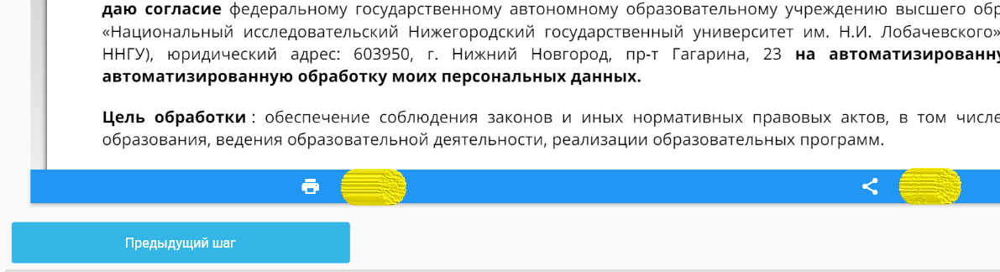 даю согласие федеральному государственному автономному образовательному учреждению высшего обр
«Национальный исследовательский Нижегородский государственный университет им. Н.И. Лобачевского»
ННГУ), юридический адрес: 603950, г. Нижний Новгород, пр-т Гагарина, 23 на автоматизированну
автоматизированную обработку моих персональных данных.
Цель обработки : обеспечение соблюдения законов и иных нормативных правовых актов, в том числе
образования, ведения образовательной деятельности, реализации образовательных программ.
Предыдущий шаг